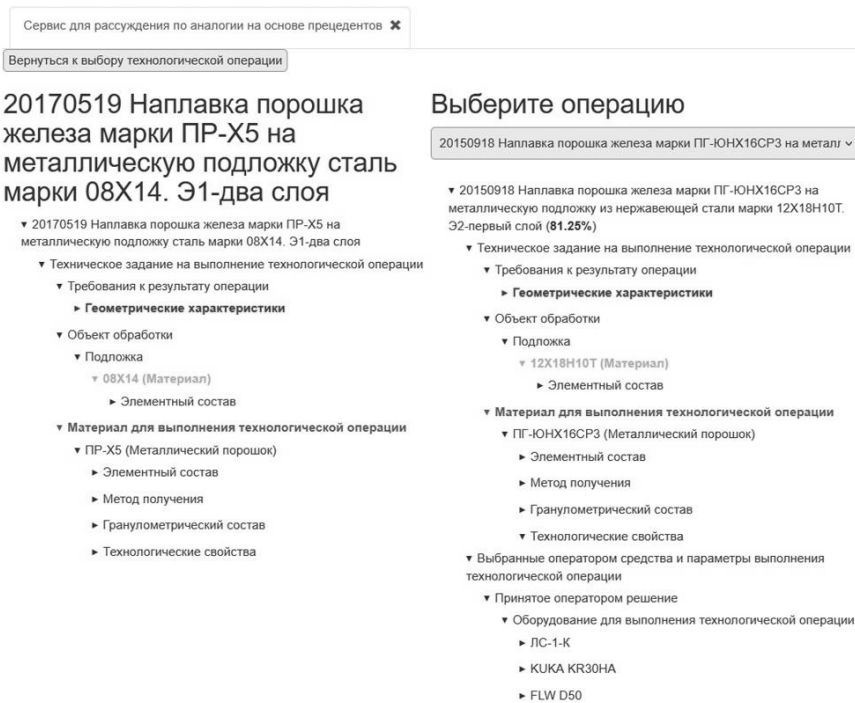 Сервис для рассуждения по аналогии на основе прецедентов ✖
Вернуться к выбору технологической операции
20170519 Наплавка порошка
железа марки ПР-Х5 на
металлическую подложку сталь
марки 08Х14. Э1-два слоя
▾ 20170519 Наплавка порошка железа марки ПР-Х5 на
металлическую подложку сталь марки 08Х14. Э1-два слоя
▾ Техническое задание на выполнение технологической операции
▾ Требования к результату операции
▸ Геометрические характеристики
▾ Объект обработки
▾ Подложка
▾ 08Х14 (Материал)
▸ Элементный состав
▾ Материал для выполнения технологической операции
▾ ПР-Х5 (Металлический порошок)
▸ Элементный состав
▸ Метод получения
▸ Гранулометрический состав
▸ Технологические свойства
Выберите операцию
20150918 Наплавка порошка железа марки ПГ-ЮНХ16СР3 на металл
▾ 20150918 Наплавка порошка железа марки ПГ-ЮНХ16СР3 на
металлическую подложку из нержавеющей стали марки 12Х18Н10Т.
Э2-первый слой (81.25%)
▾ Техническое задание на выполнение технологической операции
▾ Требования к результату операции
▸ Геометрические характеристики
▾ Объект обработки
▾ Подложка
▾ 12Х18Н10Т (Материал)
▸ Элементный состав
▾ Материал для выполнения технологической операции
▾ ПГ-ЮНХ16СР3 (Металлический порошок)
▸ Элементный состав
▸ Метод получения
▸ Гранулометрический состав
▾ Технологические свойства
▾ Выбранные оператором средства и параметры выполнения
технологической операции
▾ Принятое оператором решение
▾ Оборудование для выполнения технологической операции
▸ ЛС-1-К
▸ KUKA KR30HA
▸ FLW D50